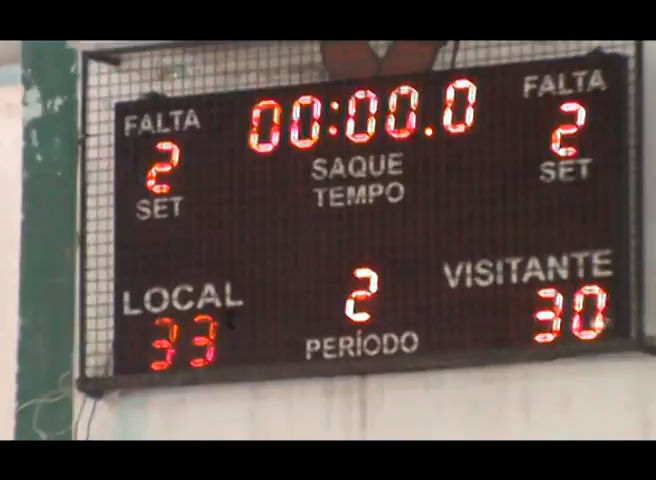 FALTA 00:00.0 FALTA
2 SAQUE 2
SET TEMPO SET
LOCAL 2 VISITANTE
33 PERÍODO 30